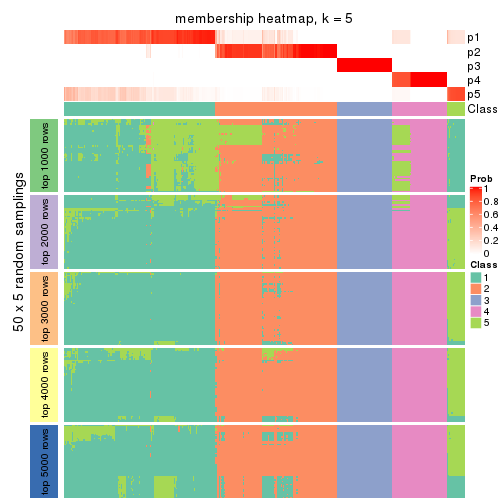 membership heatmap, k = 5
p1
p2
p3
p4
p5
Class
50 x 5 random samplings
top 1000 rows
top 2000 rows
top 3000 rows
top 4000 rows
top 5000 rows
Prob
1
0.8
0.6
0.4
0.2
0
Class
1
2
3
4
5